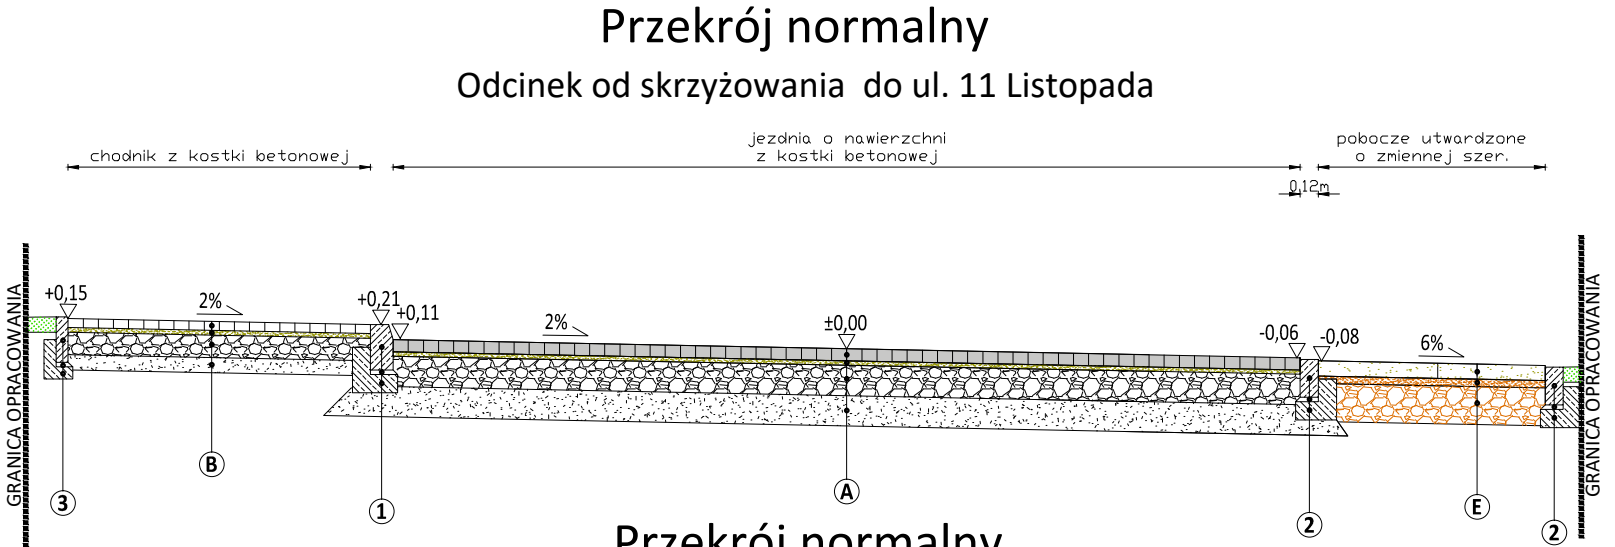 Przekrój normalny
Odcinek od skrzyżowania do ul. 11 Listopada
chodnik z kostki betonowej
jezdnia o nawierzchni
z kostki betonowej
pobocze utwardzone
o zmiennej szer.
0,12m
GRANICA OPRACOWANIA
+0,15
2%
+0,21
+0,11
2%
±0,00
-0,06
-0,08
6%
GRANICA OPRACOWANIA
3
B
1
A
2
E
2
Przekrój normalny